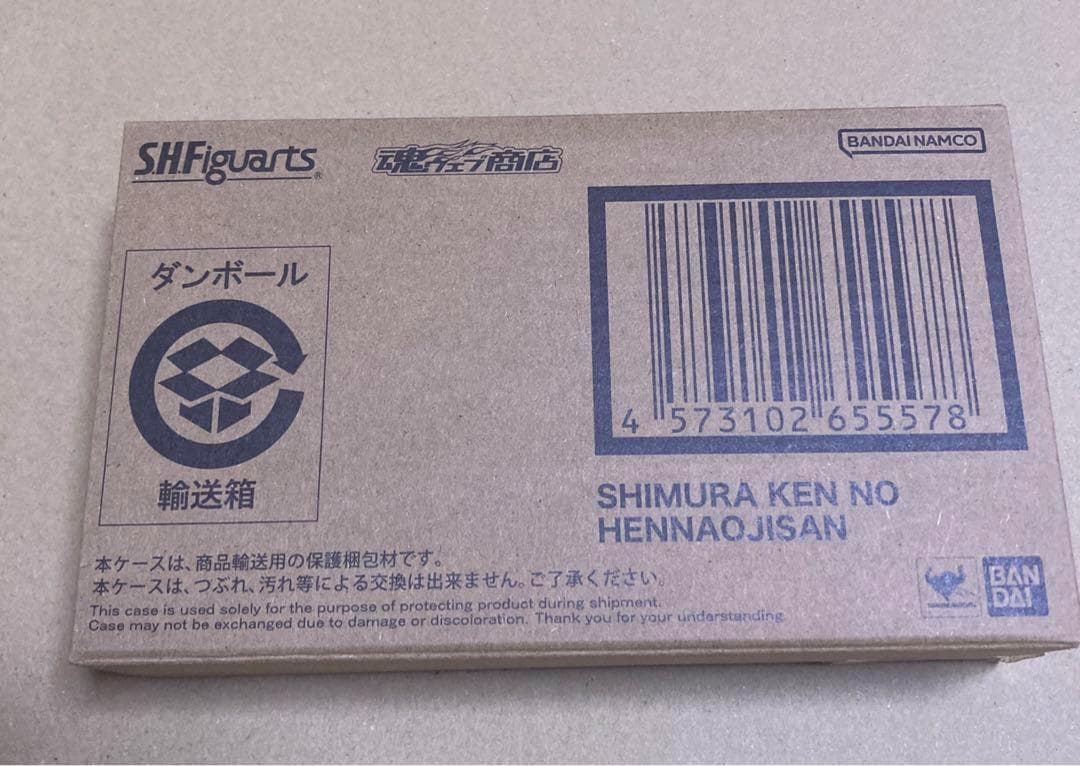 S.H.Figuarts®
魂ウェブ商店
BANDAI NAMCO
ダンボール
輸送箱
4 573102 655578
SHIMURA KEN NO
HENNAOJISAN
本ケースは、商品輸送用の保護梱包材です。
本ケースは、つぶれ、汚れ等による交換は出来ません。ご了承ください。
This case is used solely for the purpose of protecting product during shipment.
Case may not be exchanged due to damage or discoloration. Thank you for your understanding.
BAN
DAI